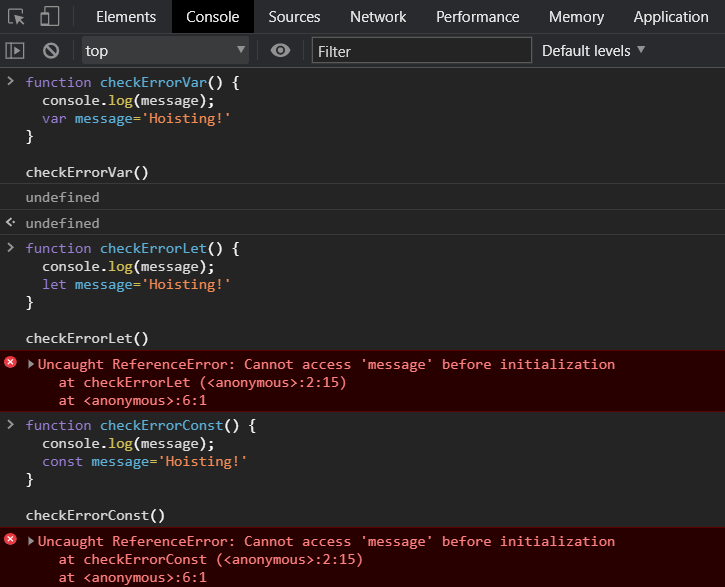 Elements Console Sources Network Performance Memory Application
top Filter Default levels
function checkErrorVar() {
console.log(message);
var message='Hoisting!'
}
checkErrorVar()
undefined
undefined
function checkErrorLet() {
console.log(message);
let message='Hoisting!'
}
checkErrorLet()
Uncaught ReferenceError: Cannot access 'message' before initialization
at checkErrorLet (<anonymous>:2:15)
at <anonymous>:6:1
function checkErrorConst() {
console.log(message);
const message='Hoisting!'
}
checkErrorConst()
Uncaught ReferenceError: Cannot access 'message' before initialization
at checkErrorConst (<anonymous>:2:15)
at <anonymous>:6:1